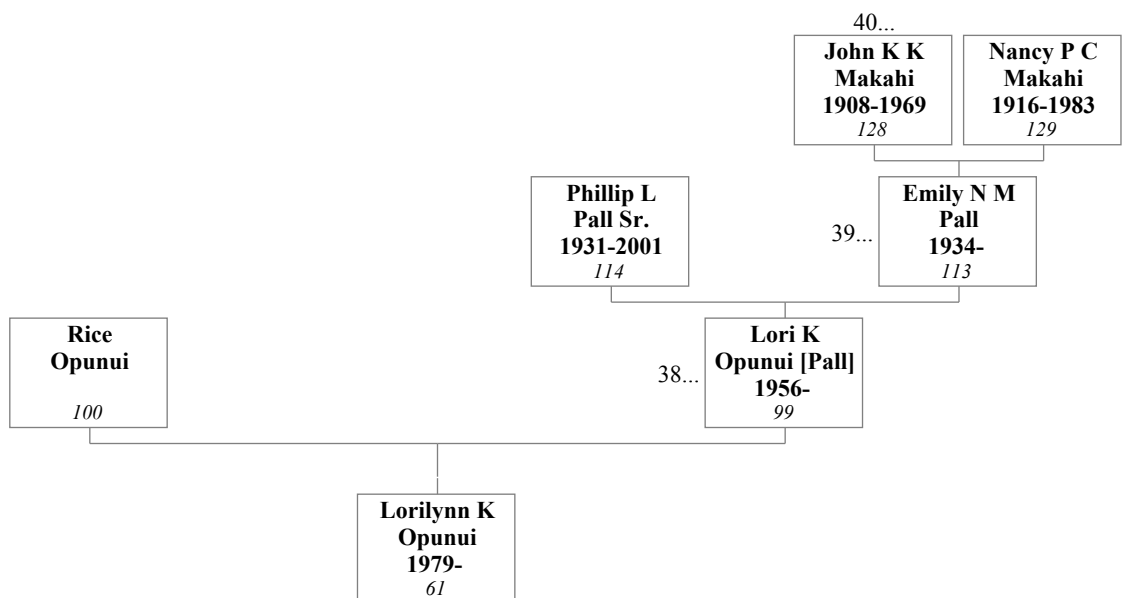 40...
John K K
Makahi
1908-1969
128
Nancy P C
Makahi
1916-1983
129
Phillip L
Pall Sr.
1931-2001
114
39...
Emily N M
Pall
1934-
113
Rice
Opunui
100
38...
Lori K
Opunui [Pall]
1956-
99
Lorilynn K
Opunui
1979-
61